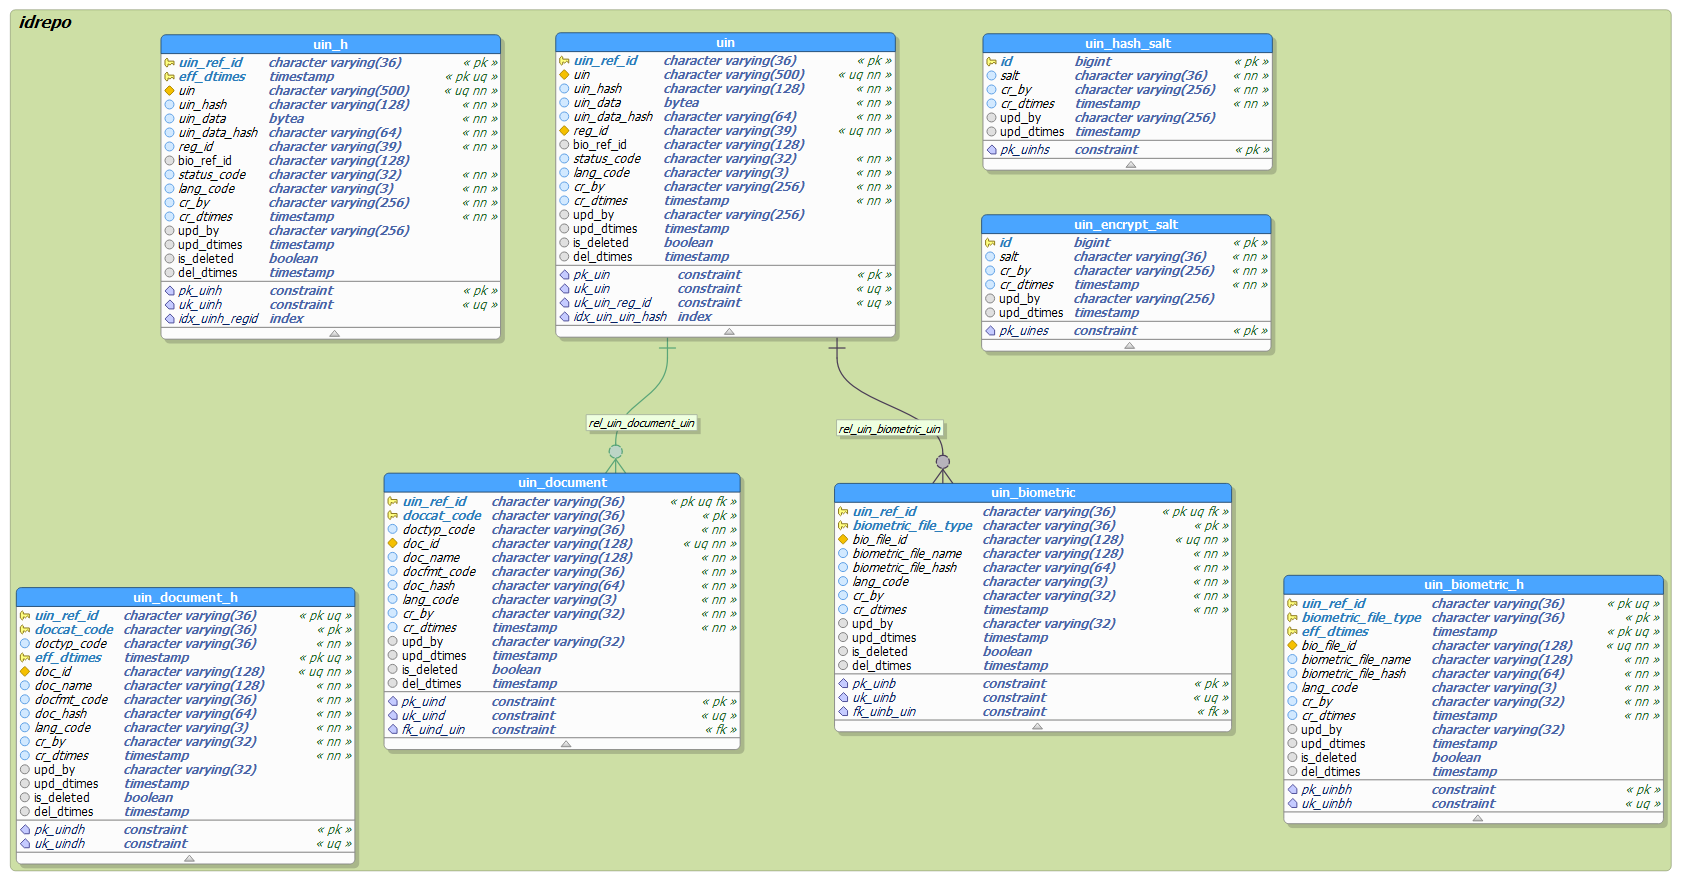 idrepo
uin_h
uin_ref_id character varying(36) « pk »
eff_dtimes timestamp « pk uq »
uin character varying(500) « uq nn »
uin_hash character varying(128) « nn »
uin_data bytea « nn »
uin_data_hash character varying(64) « nn »
reg_id character varying(39) « nn »
bio_ref_id character varying(128)
status_code character varying(32) « nn »
lang_code character varying(3) « nn »
cr_by character varying(256) « nn »
cr_dtimes timestamp « nn »
upd_by character varying(256)
upd_dtimes timestamp
is_deleted boolean
del_dtimes timestamp
pk_uinh constraint « pk »
uk_uinh constraint « uq »
idx_uinh_regid index
uin
uin_ref_id character varying(36) « pk »
uin character varying(500) « uq nn »
uin_hash character varying(128) « nn »
uin_data bytea « nn »
uin_data_hash character varying(64) « nn »
reg_id character varying(39) « uq nn »
bio_ref_id character varying(128)
status_code character varying(32) « nn »
lang_code character varying(3) « nn »
cr_by character varying(256) « nn »
cr_dtimes timestamp « nn »
upd_by character varying(256)
upd_dtimes timestamp
is_deleted boolean
del_dtimes timestamp
pk_uin constraint « pk »
uk_uin constraint « uq »
uk_uin_reg_id constraint « uq »
idx_uin_uin_hash index
uin_hash_salt
id bigint « pk »
salt character varying(36) « nn »
cr_by character varying(256) « nn »
cr_dtimes timestamp « nn »
upd_by character varying(256)
upd_dtimes timestamp
pk_uinhs constraint « pk »
uin_encrypt_salt
id bigint « pk »
salt character varying(36) « nn »
cr_by character varying(256) « nn »
cr_dtimes timestamp « nn »
upd_by character varying(256)
upd_dtimes timestamp
pk_uines constraint « pk »
rel_uin_document_uin
rel_uin_biometric_uin
uin_document_h
uin_ref_id character varying(36) « pk uq »
doccat_code character varying(36) « pk »
doctyp_code character varying(36) « nn »
eff_dtimes timestamp « pk uq »
doc_id character varying(128) « uq nn »
doc_name character varying(128) « nn »
docfmt_code character varying(36) « nn »
doc_hash character varying(64) « nn »
lang_code character varying(3) « nn »
cr_by character varying(32) « nn »
cr_dtimes timestamp « nn »
upd_by character varying(32)
upd_dtimes timestamp
is_deleted boolean
del_dtimes timestamp
pk_uindh constraint « pk »
uk_uindh constraint « uq »
uin_document
uin_ref_id character varying(36) « pk uq fk »
doccat_code character varying(36) « pk »
doctyp_code character varying(36) « nn »
doc_id character varying(128) « uq nn »
doc_name character varying(128) « nn »
docfmt_code character varying(36) « nn »
doc_hash character varying(64) « nn »
lang_code character varying(3) « nn »
cr_by character varying(32) « nn »
cr_dtimes timestamp « nn »
upd_by character varying(32)
upd_dtimes timestamp
is_deleted boolean
del_dtimes timestamp
pk_uind constraint « pk »
uk_uind constraint « uq »
fk_uind_uin constraint « fk »
uin_biometric
uin_ref_id character varying(36) « pk uq fk »
biometric_file_type character varying(36) « pk »
bio_file_id character varying(128) « uq nn »
biometric_file_name character varying(128) « nn »
biometric_file_hash character varying(64) « nn »
lang_code character varying(3) « nn »
cr_by character varying(32) « nn »
cr_dtimes timestamp « nn »
upd_by character varying(32)
upd_dtimes timestamp
is_deleted boolean
del_dtimes timestamp
pk_uinb constraint « pk »
uk_uinb constraint « uq »
fk_uinb_uin constraint « fk »
uin_biometric_h
uin_ref_id character varying(36) « pk uq »
biometric_file_type character varying(36) « pk »
eff_dtimes timestamp « pk uq »
bio_file_id character varying(128) « uq nn »
biometric_file_name character varying(128) « nn »
biometric_file_hash character varying(64) « nn »
lang_code character varying(3) « nn »
cr_by character varying(32) « nn »
cr_dtimes timestamp « nn »
upd_by character varying(32)
upd_dtimes timestamp
is_deleted boolean
del_dtimes timestamp
pk_uinbh constraint « pk »
uk_uinbh constraint « uq »